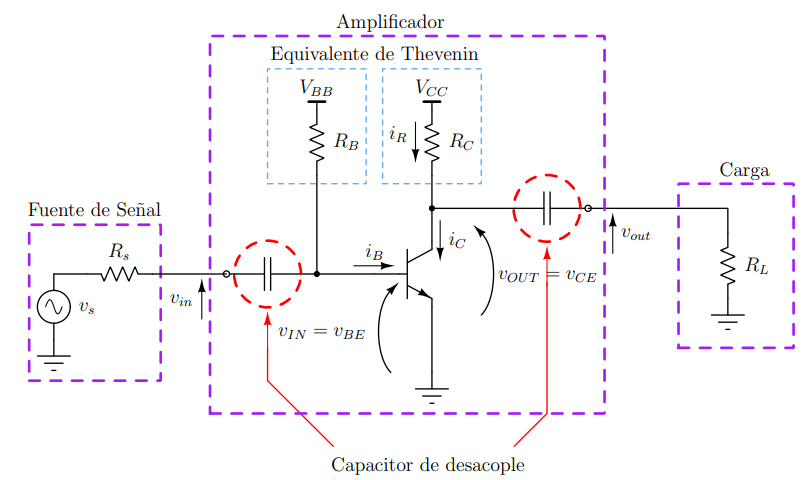 Amplificador
Equivalente de Thevenin
V_{BB}
V_{CC}
R_B
i_R
R_C
Carga
Fuente de Señal
R_s
i_B
i_C
v_{out}
R_L
v_s
v_{in}
v_{OUT} = v_{CE}
v_{IN} = v_{BE}
Capacitor de desacople